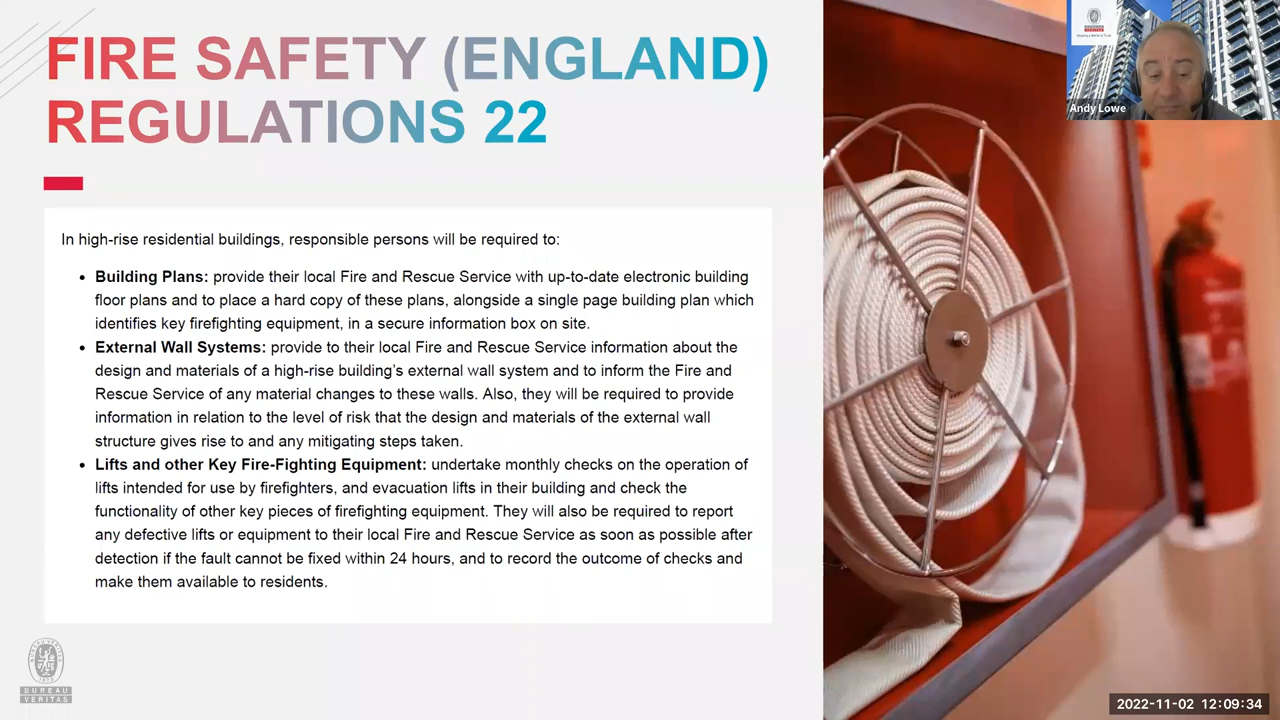 FIRE SAFETY (ENGLAND)
REGULATIONS 22
In high-rise residential buildings, responsible persons will be required to:
• Building Plans: provide their local Fire and Rescue Service with up-to-date electronic building
floor plans and to place a hard copy of these plans, alongside a single page building plan which
identifies key firefighting equipment, in a secure information box on site.
• External Wall Systems: provide to their local Fire and Rescue Service information about the
design and materials of a high-rise building's external wall system and to inform the Fire and
Rescue Service of any material changes to these walls. Also, they will be required to provide
information in relation to the level of risk that the design and materials of the external wall
structure gives rise to and any mitigating steps taken.
• Lifts and other Key Fire-Fighting Equipment: undertake monthly checks on the operation of
lifts intended for use by firefighters, and evacuation lifts in their building and check the
functionality of other key pieces of firefighting equipment. They will also be required to report
any defective lifts or equipment to their local Fire and Rescue Service as soon as possible after
detection if the fault cannot be fixed within 24 hours, and to record the outcome of checks and
make them available to residents.
BUREAU
VERITAS
Andy Lowe
2022-11-02 12:09:34